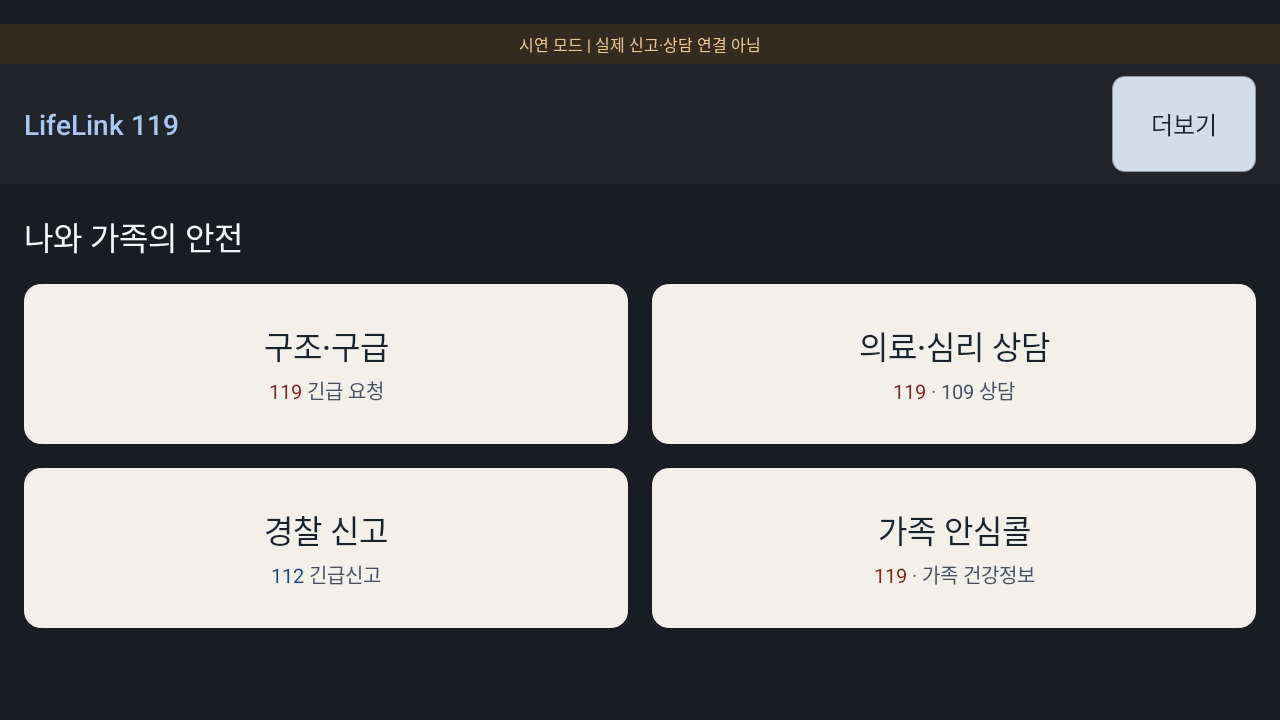 시연 모드 | 실제 신고·상담 연결 아님
LifeLink 119
더보기
나와 가족의 안전
구조·구급
119 긴급 요청
의료·심리 상담
119 · 109 상담
경찰 신고
112 긴급신고
가족 안심콜
119 · 가족 건강정보